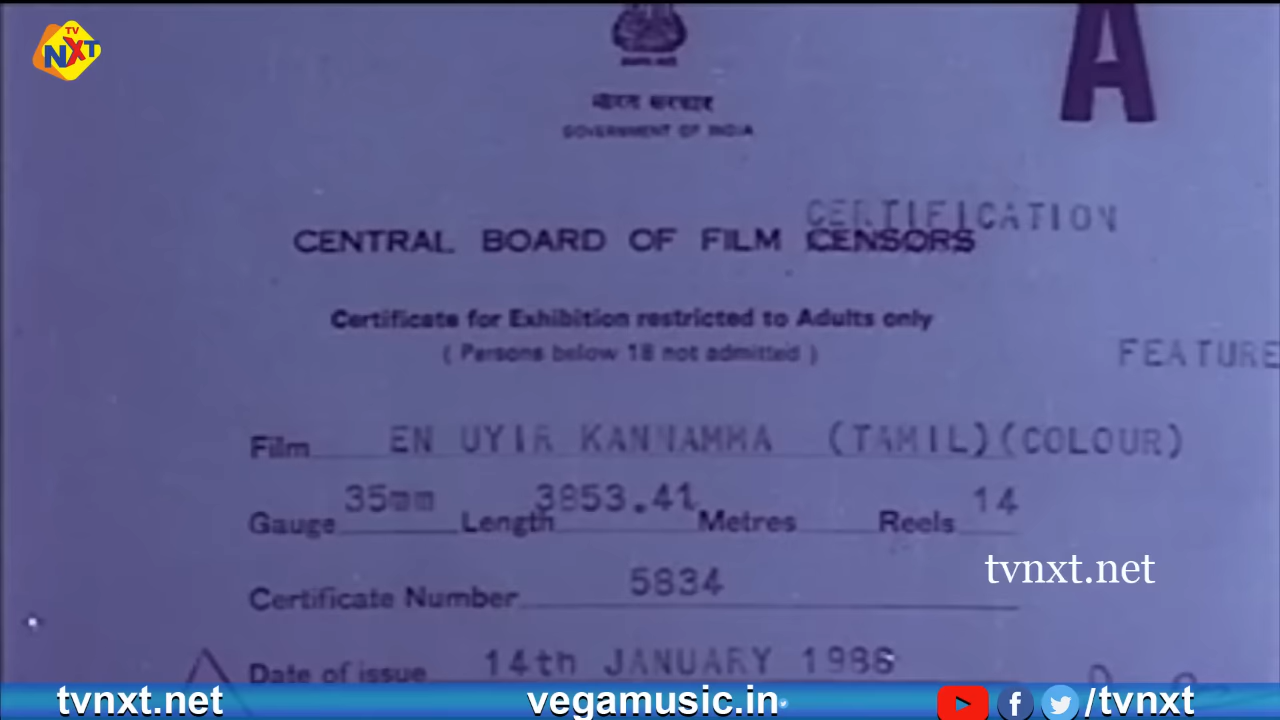 TV
NXT
A
भारत सरकार
GOVERNMENT OF INDIA
CERTIFICATION
CENTRAL BOARD OF FILM CENSORS
Certificate for Exhibition restricted to Adults only
( Persons below 18 not admitted )
FEATURE
Film EN UYIR KANNAMMA (TAMIL)(COLOUR)
Gauge 35mm Length 3853.41 Metres Reels 14
tvnxt.net
Certificate Number 5834
Date of issue 14th JANUARY 1986
tvnxt.net vegamusic.in /tvnxt